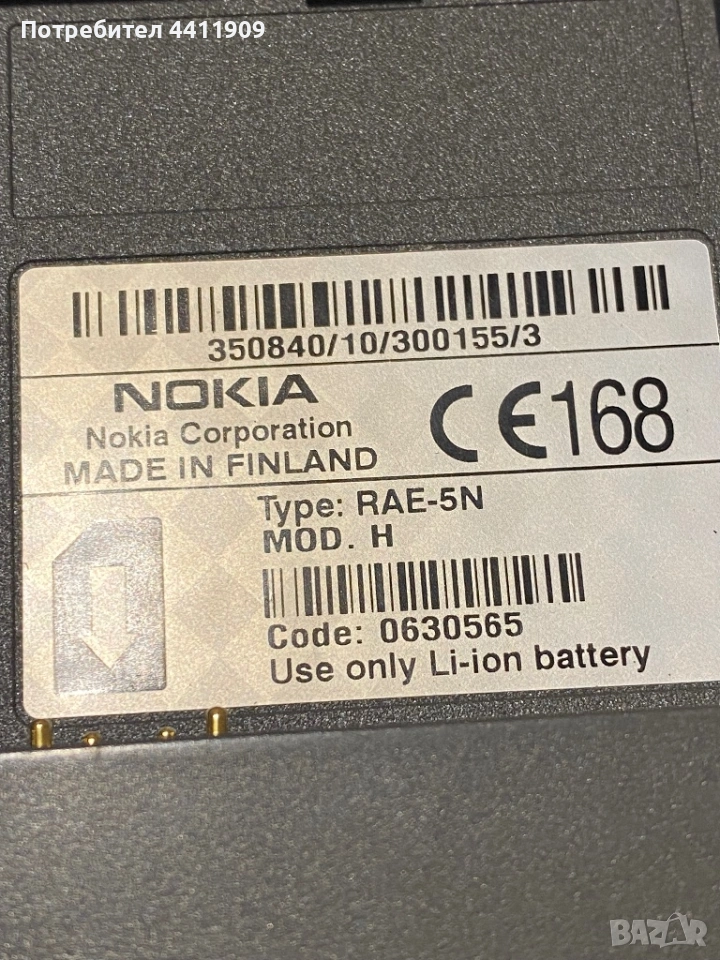 Потребител 4411909
350840/10/300155/3
NOKIA
Nokia Corporation
MADE IN FINLAND
CE168
Type: RAE-5N
MOD. H
Code: 0630565
Use only Li-ion battery
BAZAR